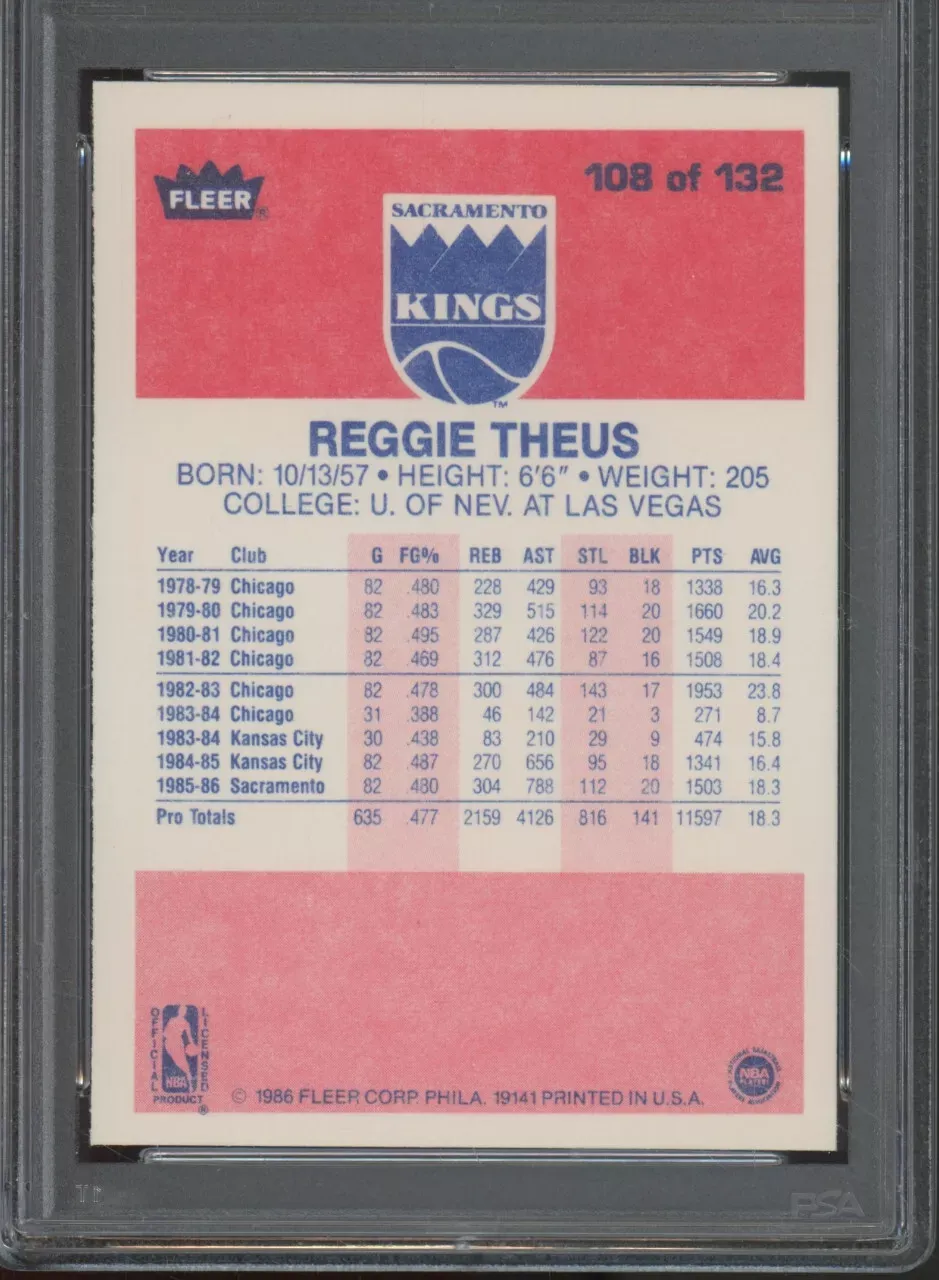 FLEER®
108 of 132
SACRAMENTO
KINGS
TM
REGGIE THEUS
BORN: 10/13/57 • HEIGHT: 6'6" • WEIGHT: 205
COLLEGE: U. OF NEV. AT LAS VEGAS
Year Club G FG% REB AST STL BLK PTS AVG
1978-79 Chicago 82 .480 228 429 93 18 1338 16.3
1979-80 Chicago 82 .483 329 515 114 20 1660 20.2
1980-81 Chicago 82 .495 287 426 122 20 1549 18.9
1981-82 Chicago 82 .469 312 476 87 16 1508 18.4
1982-83 Chicago 82 .478 300 484 143 17 1953 23.8
1983-84 Chicago 31 .388 46 142 21 3 271 8.7
1983-84 Kansas City 30 .438 83 210 29 9 474 15.8
1984-85 Kansas City 82 .487 270 656 95 18 1341 16.4
1985-86 Sacramento 82 .480 304 788 112 20 1503 18.3
Pro Totals 635 .477 2159 4126 816 141 11597 18.3
OFFICIAL
LICENSED
NBA
PRODUCT®
© 1986 FLEER CORP. PHILA. 19141 PRINTED IN U.S.A.
NATIONAL BASKETBALL
NBA
PLAYERS
PLAYERS ASSOCIATION
PSA